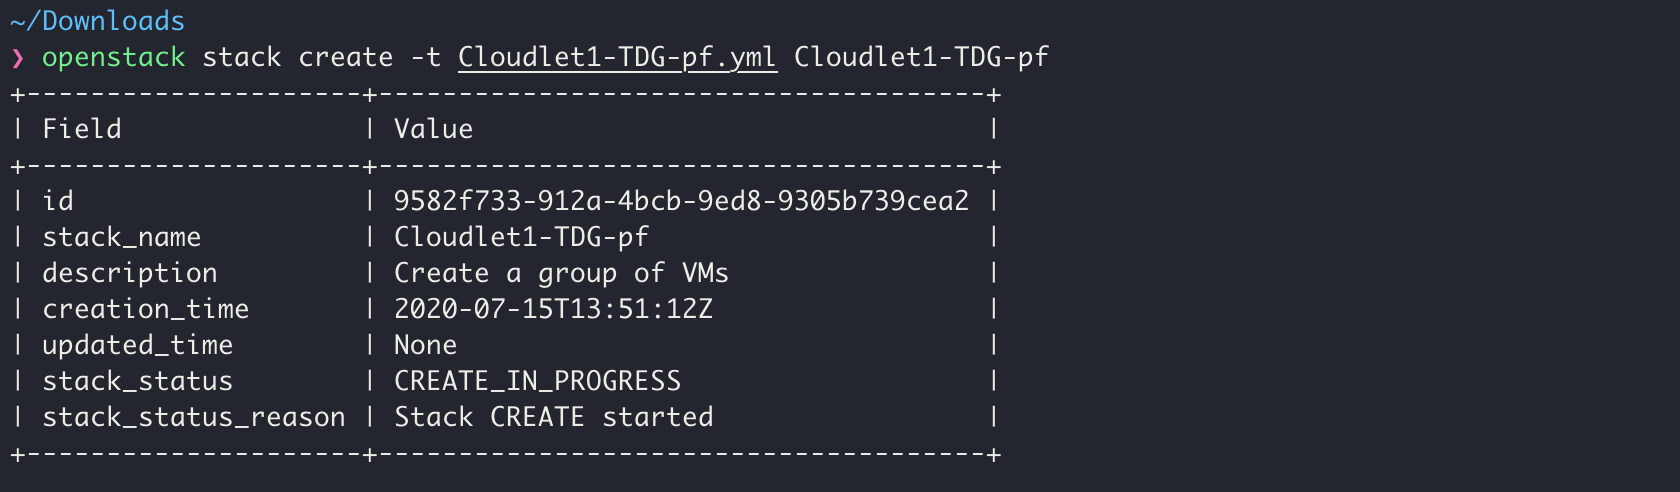 ~/Downloads
❯ openstack stack create -t Cloudlet1-TDG-pf.yml Cloudlet1-TDG-pf
+---------------------+--------------------------------------+
| Field               | Value                                |
+---------------------+--------------------------------------+
| id                  | 9582f733-912a-4bcb-9ed8-9305b739cea2 |
| stack_name          | Cloudlet1-TDG-pf                     |
| description         | Create a group of VMs                |
| creation_time       | 2020-07-15T13:51:12Z                 |
| updated_time        | None                                 |
| stack_status        | CREATE_IN_PROGRESS                   |
| stack_status_reason | Stack CREATE started                 |
+---------------------+--------------------------------------+